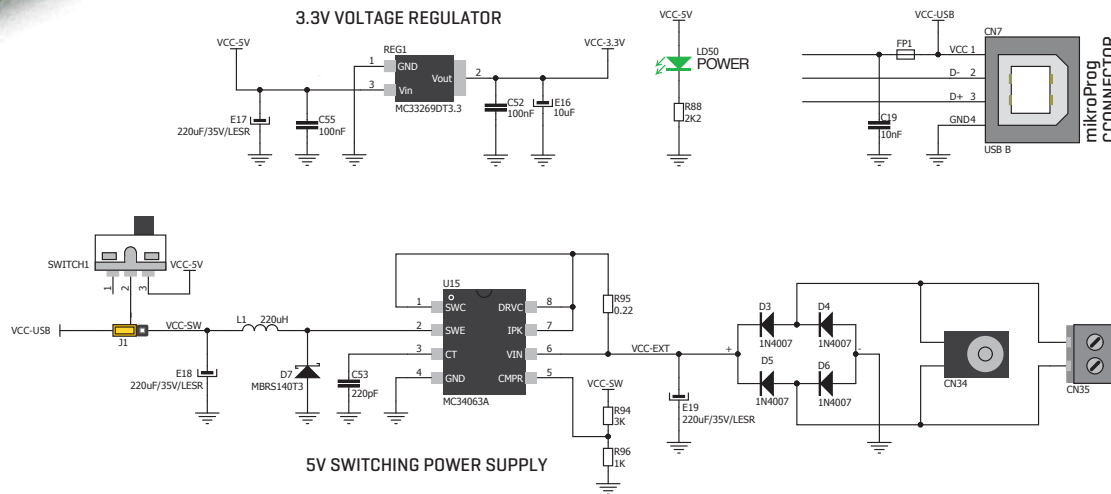 3.3V VOLTAGE REGULATOR
VCC-5V
REG1
1
GND
Vout
2
3
Vin
MC33269DT3.3
VCC-3.3V
E17
220uF/35V/LESR
C55
100nF
C52
100nF
E16
10uF
VCC-5V
LD50
POWER
R88
2K2
VCC-USB
CN7
FP1
VCC 1
D- 2
D+ 3
GND4
C19
10nF
USB B
mikroProg
CCONNECTOR
SWITCH1
VCC-5V
1
2
3
VCC-USB
J1
VCC-SW
L1 220uH
E18
220uF/35V/LESR
D7
MBRS140T3
C53
220pF
U15
1 SWC DRVC 8
2 SWE IPK 7
3 CT VIN 6
4 GND CMPR 5
MC34063A
R95
0.22
VCC-EXT
VCC-SW
R94
3K
R96
1K
E19
220uF/35V/LESR
D3
1N4007
D4
1N4007
+
-
D5
1N4007
D6
1N4007
CN34
CN35
5V SWITCHING POWER SUPPLY